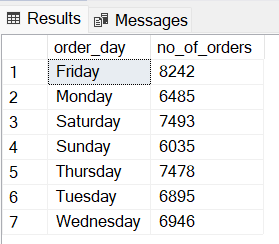 Results Messages
order_day no_of_orders
1 Friday 8242
2 Monday 6485
3 Saturday 7493
4 Sunday 6035
5 Thursday 7478
6 Tuesday 6895
7 Wednesday 6946